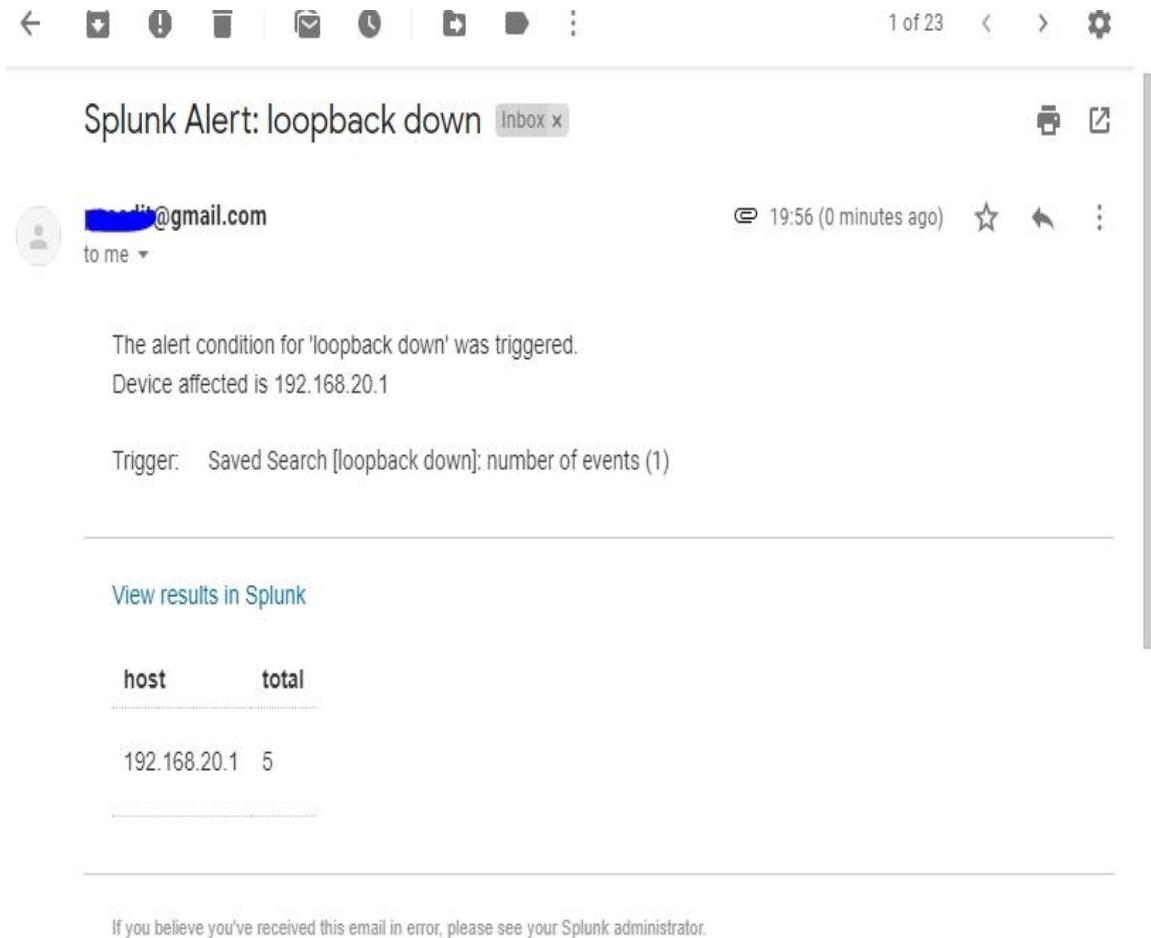 1 of 23
Splunk Alert: loopback down Inbox x
@gmail.com
19:56 (0 minutes ago)
to me
The alert condition for 'loopback down' was triggered.
Device affected is 192.168.20.1
Trigger: Saved Search [loopback down]: number of events (1)
View results in Splunk
host total
192.168.20.1 5
If you believe you've received this email in error, please see your Splunk administrator.